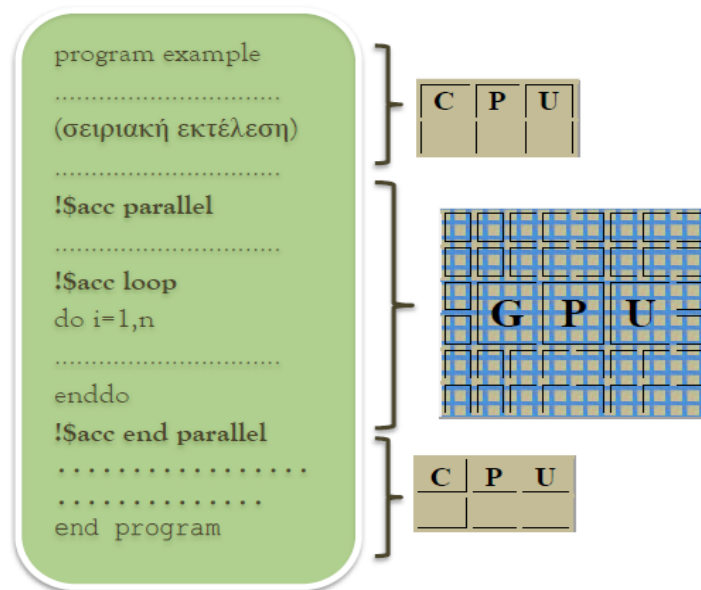 program example
..............................
(σειριακή εκτέλεση)
..............................
!$acc parallel
..............................
!$acc loop
do i=1,n
..............................
enddo
!$acc end parallel
.................
..............
end program
C P U
G P U
C P U